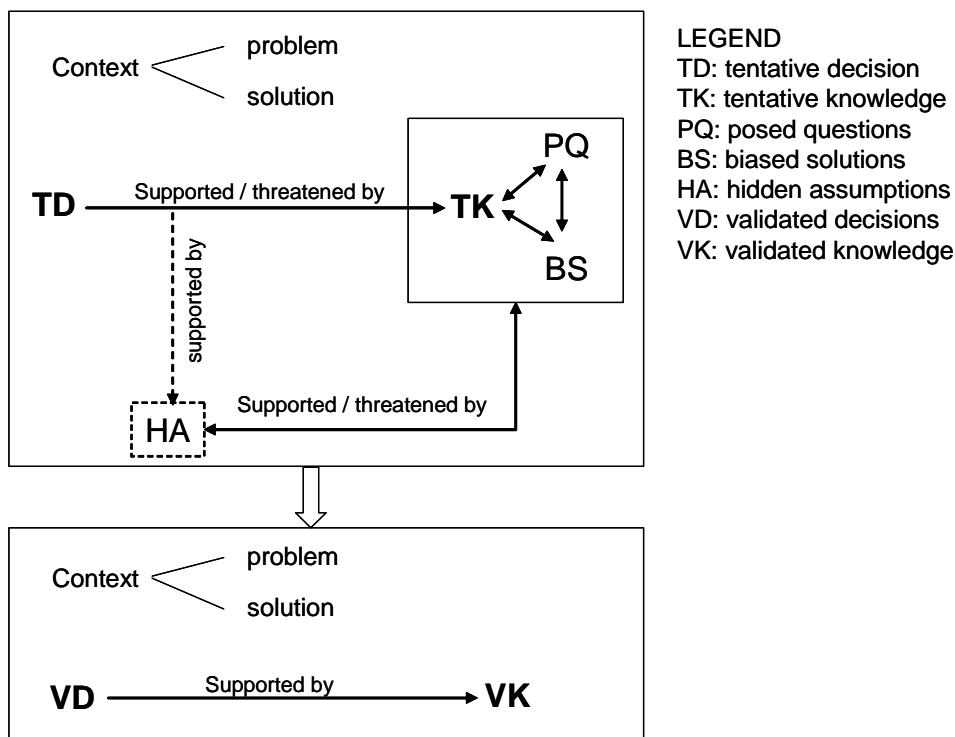 problem
Context
solution
PQ
Supported / threatened by
TD
TK
BS
supported by
Supported / threatened by
HA
LEGEND
TD: tentative decision
TK: tentative knowledge
PQ: posed questions
BS: biased solutions
HA: hidden assumptions
VD: validated decisions
VK: validated knowledge
problem
Context
solution
Supported by
VD
VK